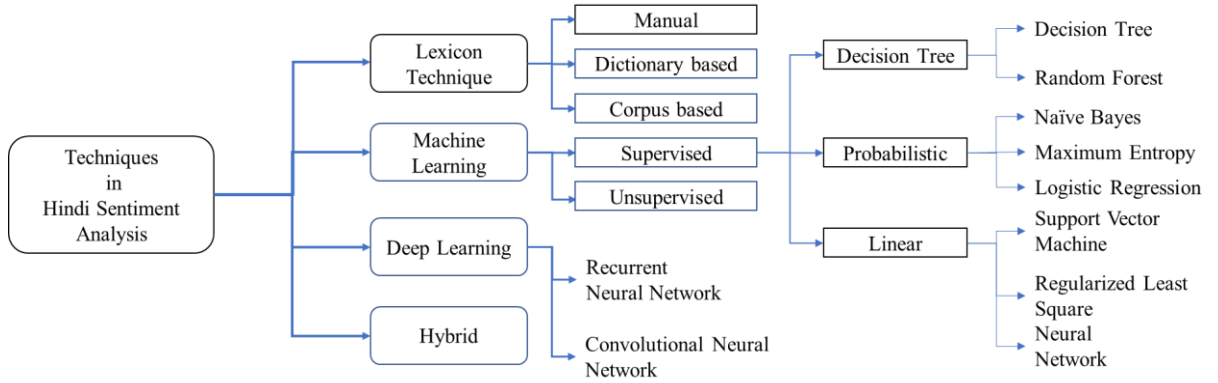 Techniques
in
Hindi Sentiment
Analysis
Lexicon
Technique
Manual
Dictionary based
Corpus based
Machine
Learning
Supervised
Unsupervised
Decision Tree
Decision Tree
Random Forest
Probabilistic
Naïve Bayes
Maximum Entropy
Logistic Regression
Linear
Support Vector
Machine
Regularized Least
Square
Neural
Network
Deep Learning
Recurrent
Neural Network
Convolutional Neural
Network
Hybrid